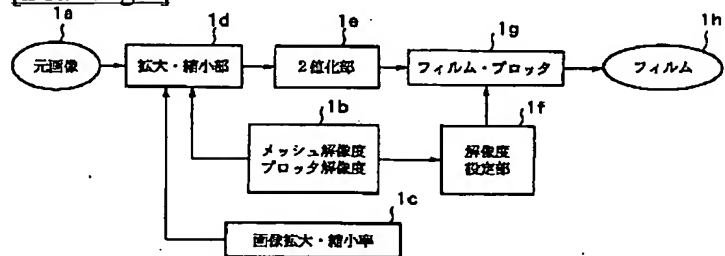 1a
元画像
1d
拡大・縮小部
1e
2値化部
1g
フィルム・プロッタ
1h
フィルム
1b
メッシュ解像度
プロッタ解像度
1f
解像度
設定部
1c
画像拡大・縮小率